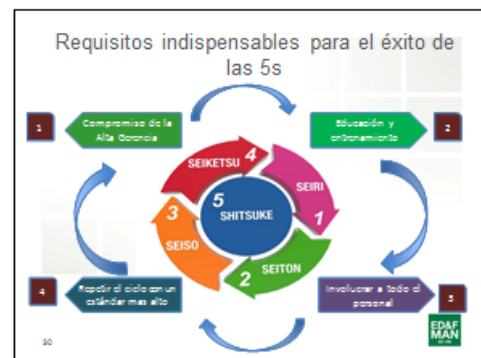 Requisitos indispensables para el éxito de
las 5s
1
Compromiso de la
Alta Gerencia
Educación y
entrenamiento
2
SEIKETSU 4
SEIRI 1
5
SHITSUKE
3
SEISO
SEITON
2
4
Repetir el ciclo con un
estándar mas alto
Involucrar a todo el
personal
3
ED&F
MAN